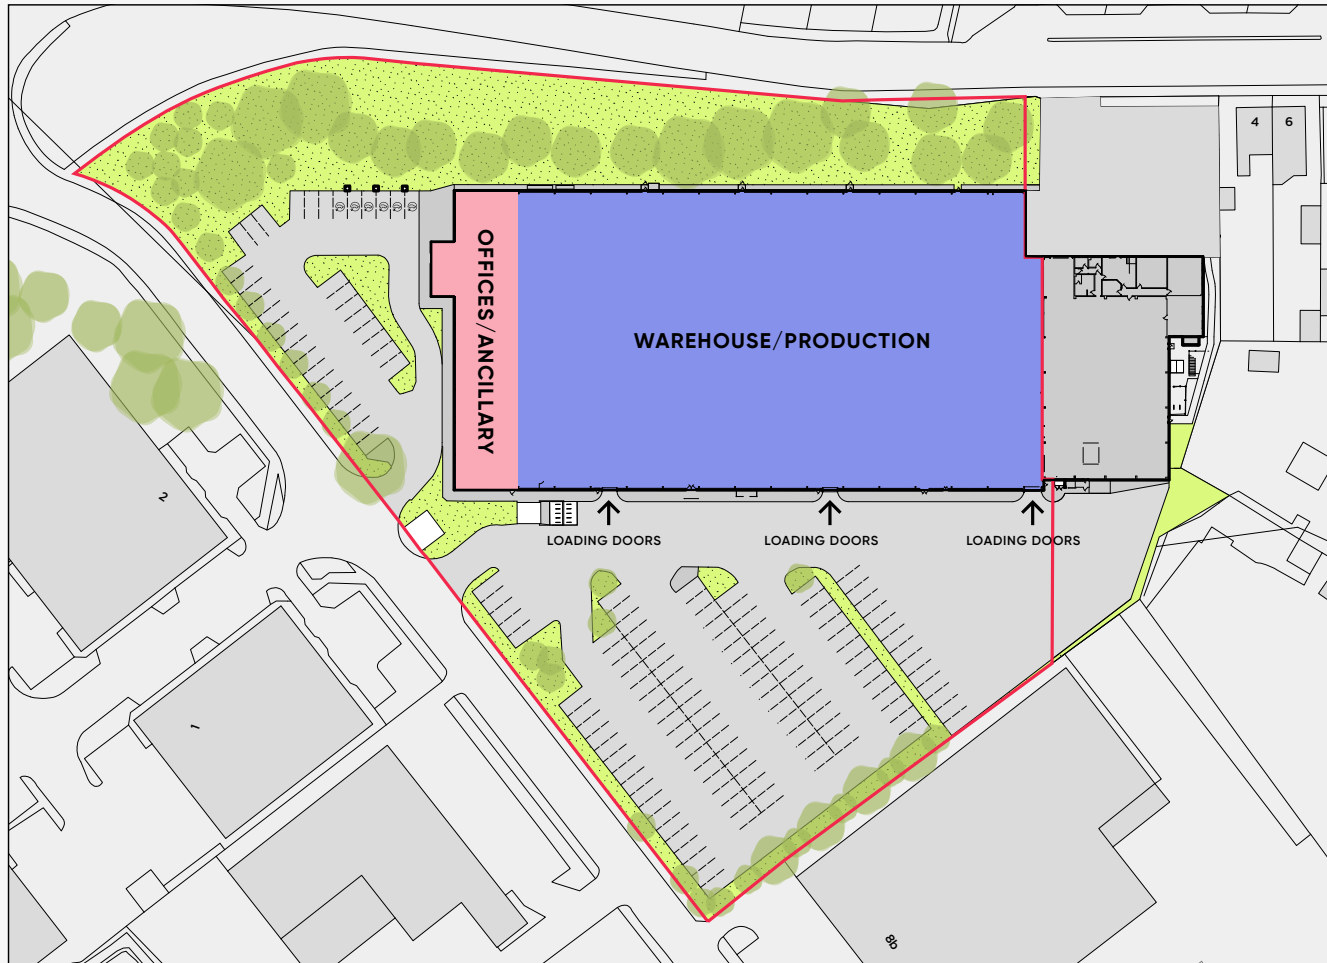 4
6
OFFICES/ANCILLARY
WAREHOUSE/PRODUCTION
2
LOADING DOORS
LOADING DOORS
LOADING DOORS
1
8b